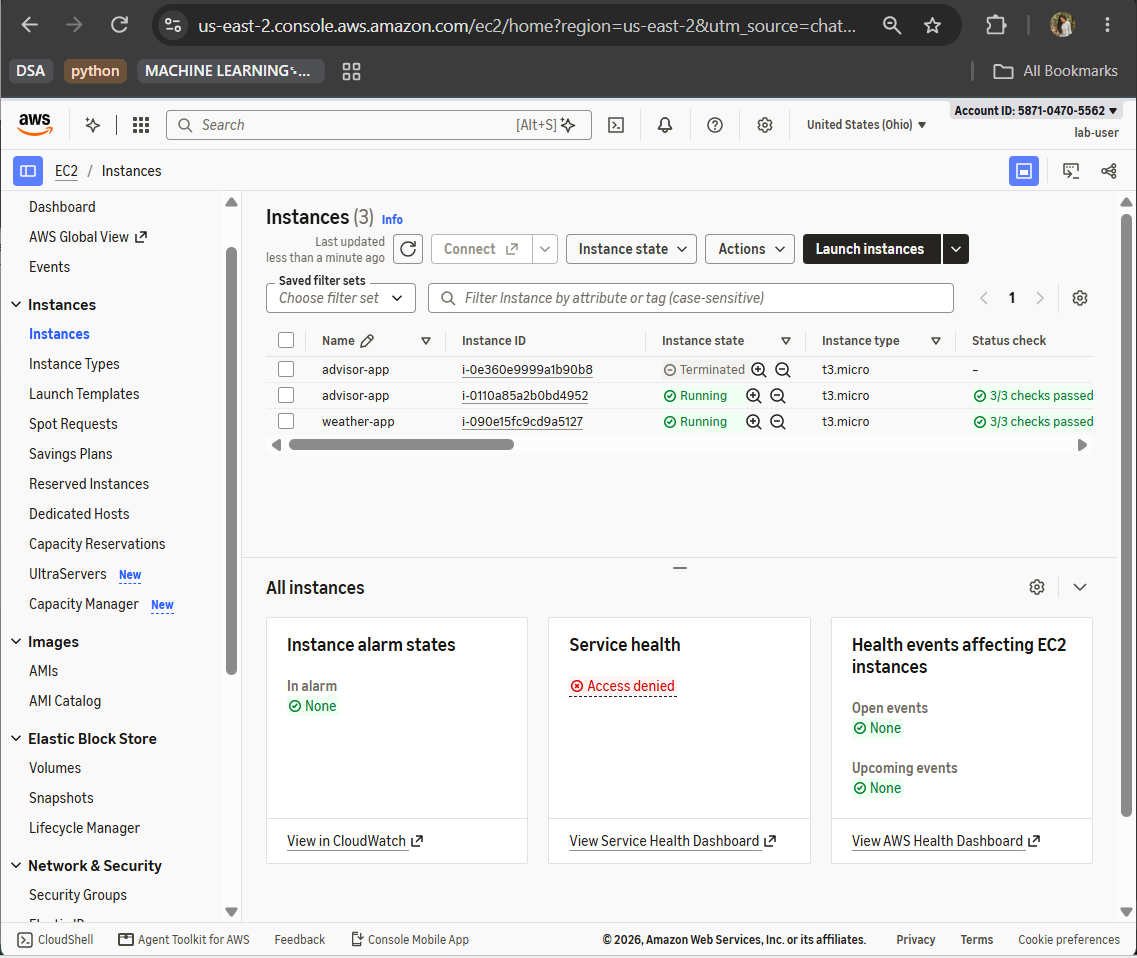 us-east-2.console.aws.amazon.com/ec2/home?region=us-east-2&utm_source=chat...
DSA
python
MACHINE LEARNING...
All Bookmarks
aws
Search
[Alt+S]
United States (Ohio)
Account ID: 5871-0470-5562
lab-user
EC2 / Instances
Dashboard
AWS Global View
Events
Instances
Instances
Instance Types
Launch Templates
Spot Requests
Savings Plans
Reserved Instances
Dedicated Hosts
Capacity Reservations
UltraServers New
Capacity Manager New
Images
AMIs
AMI Catalog
Elastic Block Store
Volumes
Snapshots
Lifecycle Manager
Network & Security
Security Groups
Instances (3) Info
Last updated
less than a minute ago
Connect
Instance state
Actions
Launch instances
Saved filter sets
Choose filter set
Filter Instance by attribute or tag (case-sensitive)
1
Name Instance ID Instance state Instance type Status check
advisor-app i-0e360e9999a1b90b8 Terminated t3.micro –
advisor-app i-0110a85a2b0bd4952 Running t3.micro 3/3 checks passed
weather-app i-090e15fc9cd9a5127 Running t3.micro 3/3 checks passed
All instances
Instance alarm states
In alarm
None
View in CloudWatch
Service health
Access denied
View Service Health Dashboard
Health events affecting EC2
instances
Open events
None
Upcoming events
None
View AWS Health Dashboard
CloudShell
Agent Toolkit for AWS
Feedback
Console Mobile App
© 2026, Amazon Web Services, Inc. or its affiliates.
Privacy
Terms
Cookie preferences